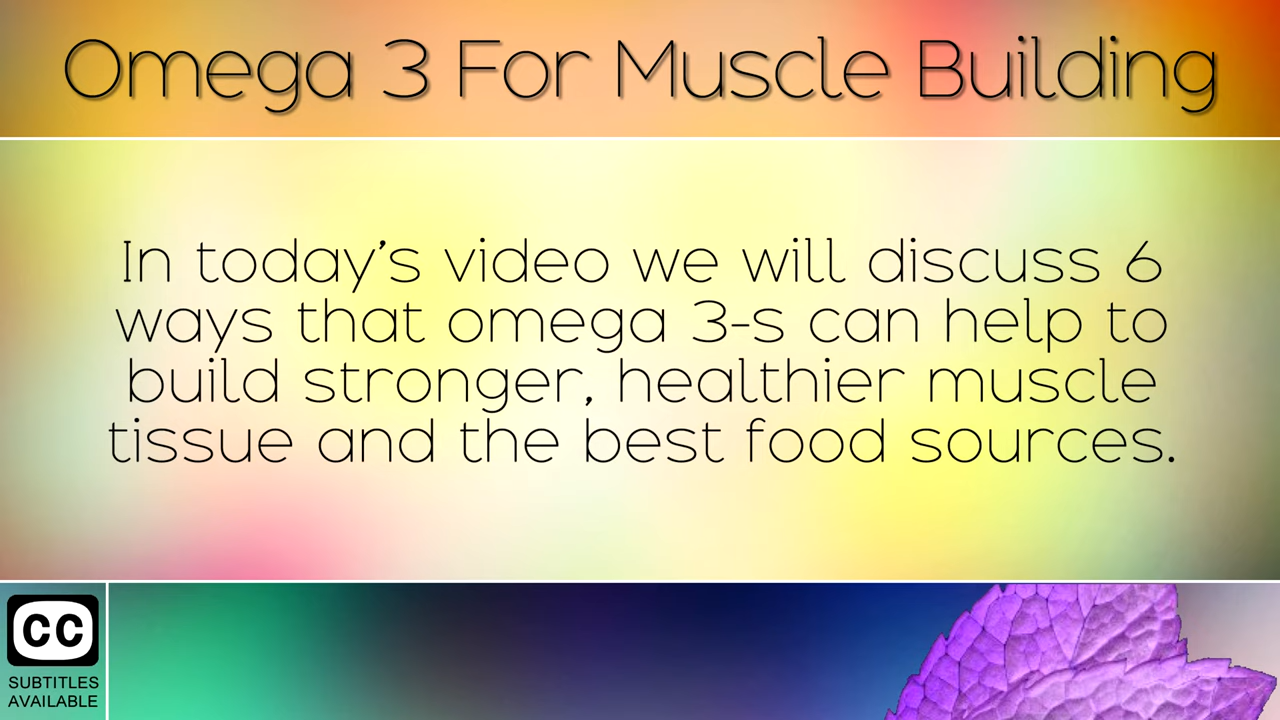 Omega 3 For Muscle Building
In today's video we will discuss 6
ways that omega 3-s can help to
build stronger, healthier muscle
tissue and the best food sources.
CC
SUBTITLES
AVAILABLE